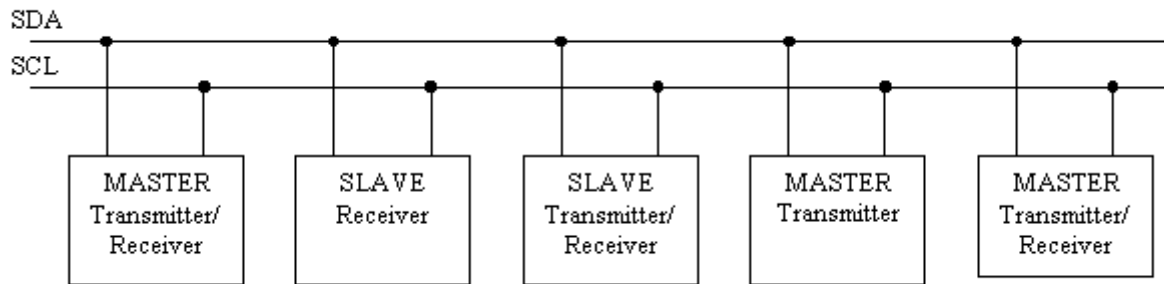 SDA
SCL
MASTER
Transmitter/
Receiver
SLAVE
Receiver
SLAVE
Transmitter/
Receiver
MASTER
Transmitter
MASTER
Transmitter/
Receiver